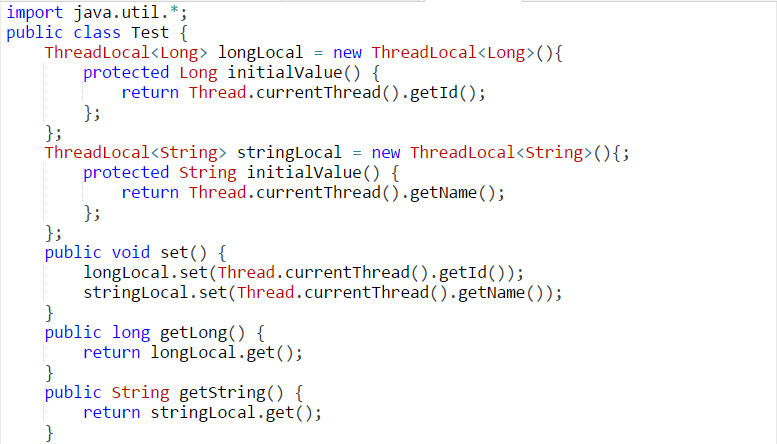 import java.util.*;
public class Test {
    ThreadLocal<Long> longLocal = new ThreadLocal<Long>(){
        protected Long initialValue() {
            return Thread.currentThread().getId();
        };
    };
    ThreadLocal<String> stringLocal = new ThreadLocal<String>(){;
        protected String initialValue() {
            return Thread.currentThread().getName();
        };
    };
    public void set() {
        longLocal.set(Thread.currentThread().getId());
        stringLocal.set(Thread.currentThread().getName());
    }
    public long getLong() {
        return longLocal.get();
    }
    public String getString() {
        return stringLocal.get();
    }